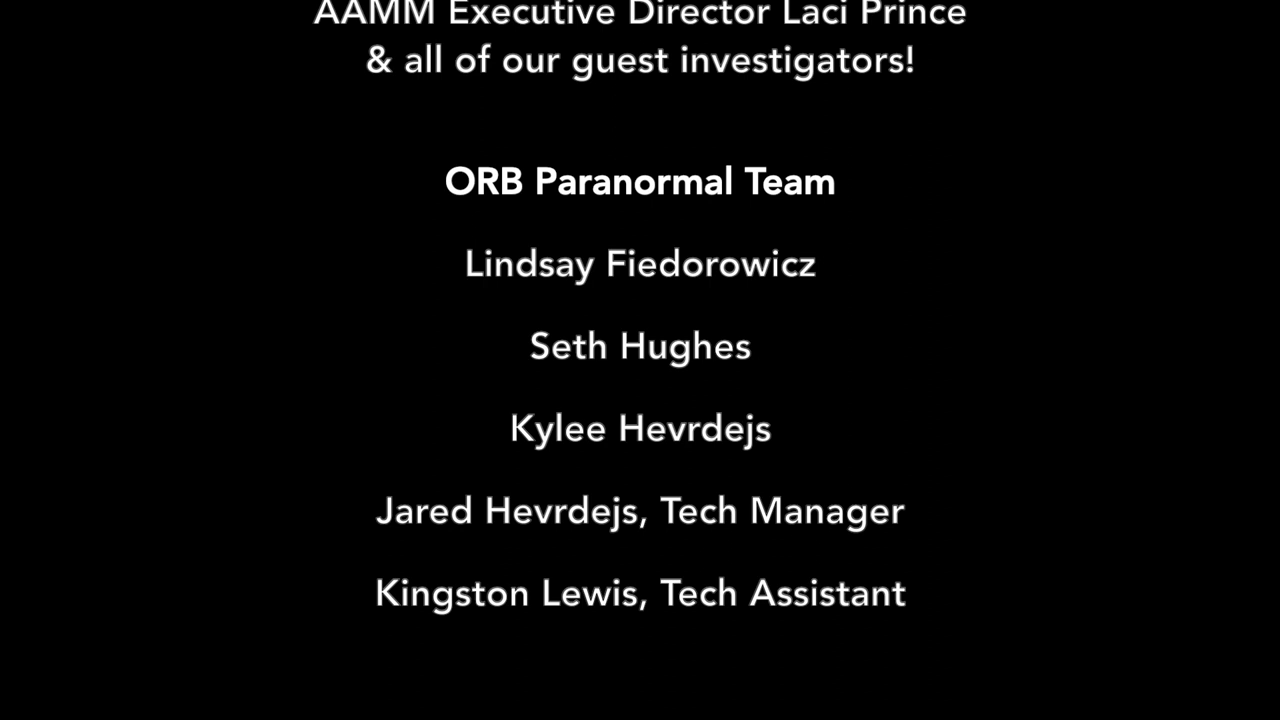 AAMM Executive Director Laci Prince
& all of our guest investigators!
ORB Paranormal Team
Lindsay Fiedorowicz
Seth Hughes
Kylee Hevrdejs
Jared Hevrdejs, Tech Manager
Kingston Lewis, Tech Assistant